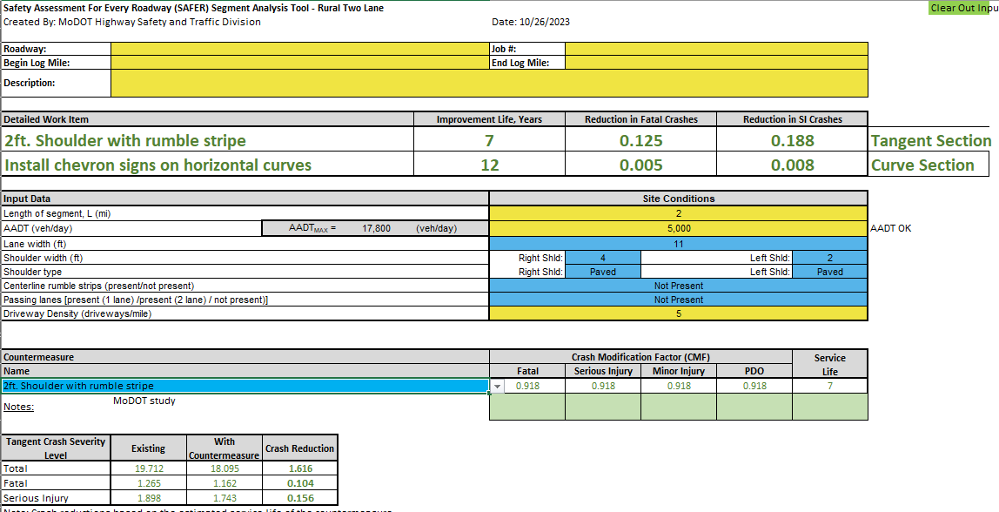 Safety Assessment For Every Roadway (SAFER) Segment Analysis Tool - Rural Two Lane
Clear Out Inpu
Created By: MoDOT Highway Safety and Traffic Division Date: 10/26/2023
Roadway: Job #:
Begin Log Mile: End Log Mile:
Description:
Detailed Work Item Improvement Life, Years Reduction in Fatal Crashes Reduction in SI Crashes
2ft. Shoulder with rumble stripe 7 0.125 0.188 Tangent Section
Install chevron signs on horizontal curves 12 0.005 0.008 Curve Section
Input Data Site Conditions
Length of segment, L (mi) 2
AADT (veh/day) AADTMAX = 17,800 (veh/day) 5,000 AADT OK
Lane width (ft) 11
Shoulder width (ft) Right Shld: 4 Left Shld: 2
Shoulder type Right Shld: Paved Left Shld: Paved
Centerline rumble strips (present/not present) Not Present
Passing lanes [present (1 lane) /present (2 lane) / not present)] Not Present
Driveway Density (driveways/mile) 5
Countermeasure Crash Modification Factor (CMF) Service
Name Fatal Serious Injury Minor Injury PDO Life
2ft. Shoulder with rumble stripe 0.918 0.918 0.918 0.918 7
Notes: MoDOT study
Tangent Crash Severity Level Existing With Countermeasure Crash Reduction
Total 19.712 18.095 1.616
Fatal 1.265 1.162 0.104
Serious Injury 1.898 1.743 0.156